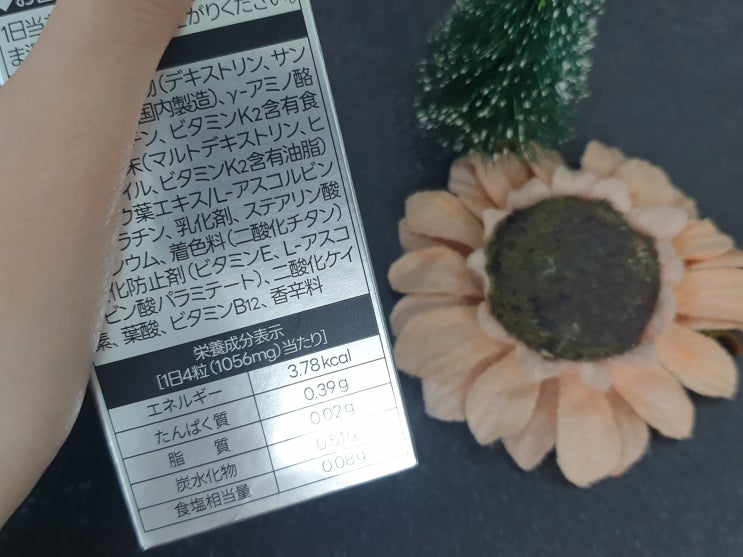 がりください。
1日当
物(デキストリン、サン
国内製造)、γ-アミノ酪
チン、ビタミンK2含有食
末(マルトデキストリン、ヒ
イル、ビタミンK2含有油脂)
ウ葉エキス/L-アスコルビン
ラチン、乳化剤、ステアリン酸
シウム、着色料(二酸化チタン)
化防止剤(ビタミンE、L-アスコ
ビン酸パラミテート)、二酸化ケイ
素、葉酸、ビタミンB12、香辛料
栄養成分表示
[1日4粒(1056mg)当たり]
エネルギー 3.78kcal
たんぱく質 0.39g
脂質 0.02g
炭水化物 0.51g
食塩相当量 0.08g